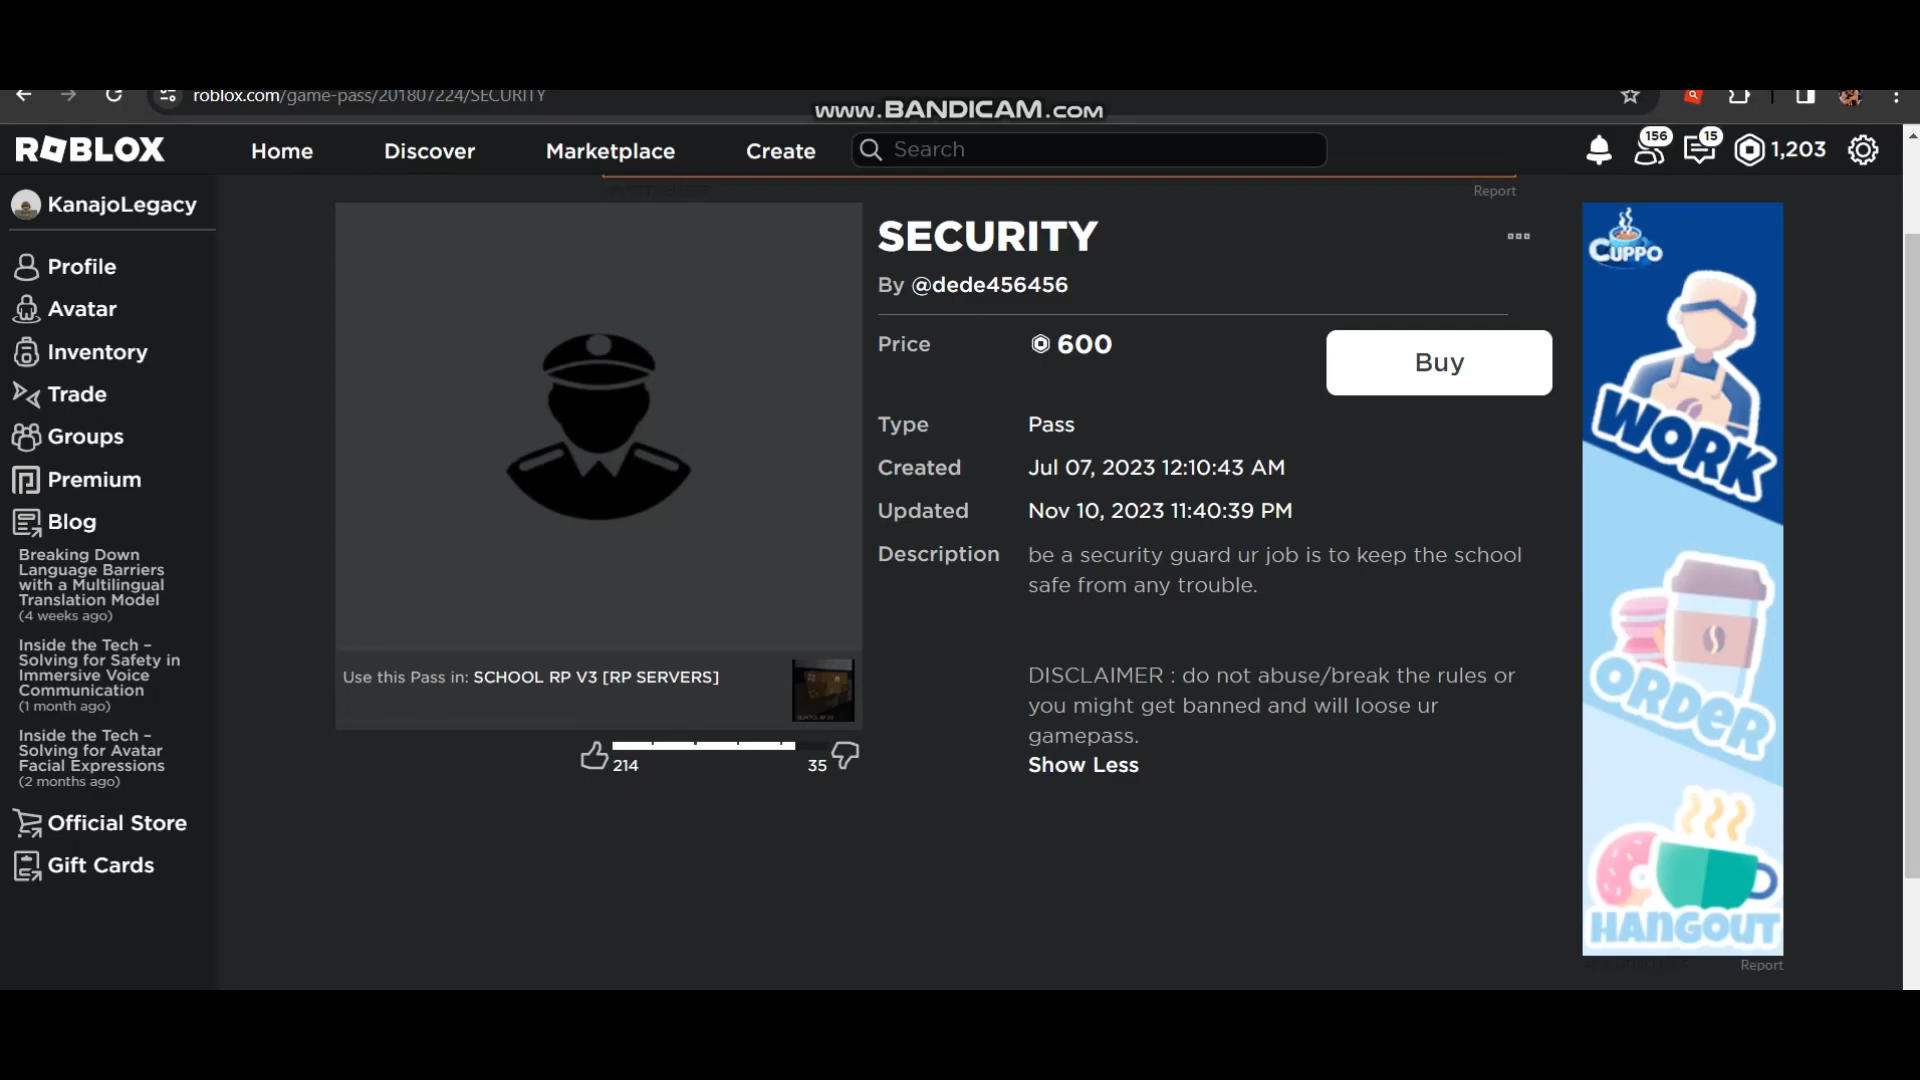 roblox.com/game-pass/201807224/SECURITY
www.BANDICAM.com
ROBLOX
Home
Discover
Marketplace
Create
Search
156
15
1,203
KanajoLegacy
Profile
Avatar
Inventory
Trade
Groups
Premium
Blog
Breaking Down
Language Barriers
with a Multilingual
Translation Model
(4 weeks ago)
Inside the Tech –
Solving for Safety in
Immersive Voice
Communication
(1 month ago)
Inside the Tech –
Solving for Avatar
Facial Expressions
(2 months ago)
Official Store
Gift Cards
Report
SECURITY
By @dede456456
Price 600
Buy
Type Pass
Created Jul 07, 2023 12:10:43 AM
Updated Nov 10, 2023 11:40:39 PM
Description be a security guard ur job is to keep the school
safe from any trouble.
DISCLAIMER : do not abuse/break the rules or
you might get banned and will loose ur
gamepass.
Show Less
Use this Pass in: SCHOOL RP V3 [RP SERVERS]
214
35
CUPPO
WORK
ORDER
HANGOUT
Report